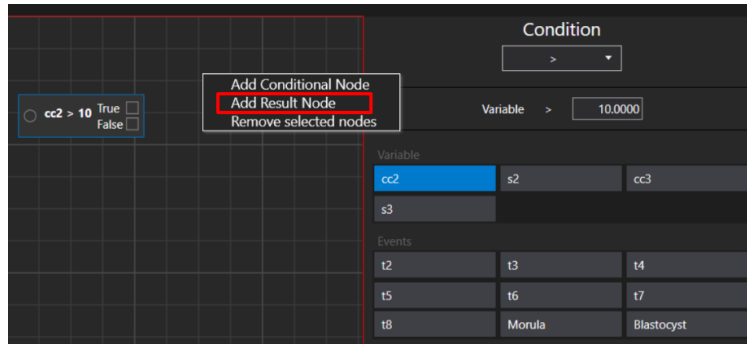 Condition
>
Add Conditional Node
Add Result Node
Remove selected nodes
cc2 > 10 True
False
Variable > 10.0000
Variable
cc2 s2 cc3
s3
Events
t2 t3 t4
t5 t6 t7
t8 Morula Blastocyst